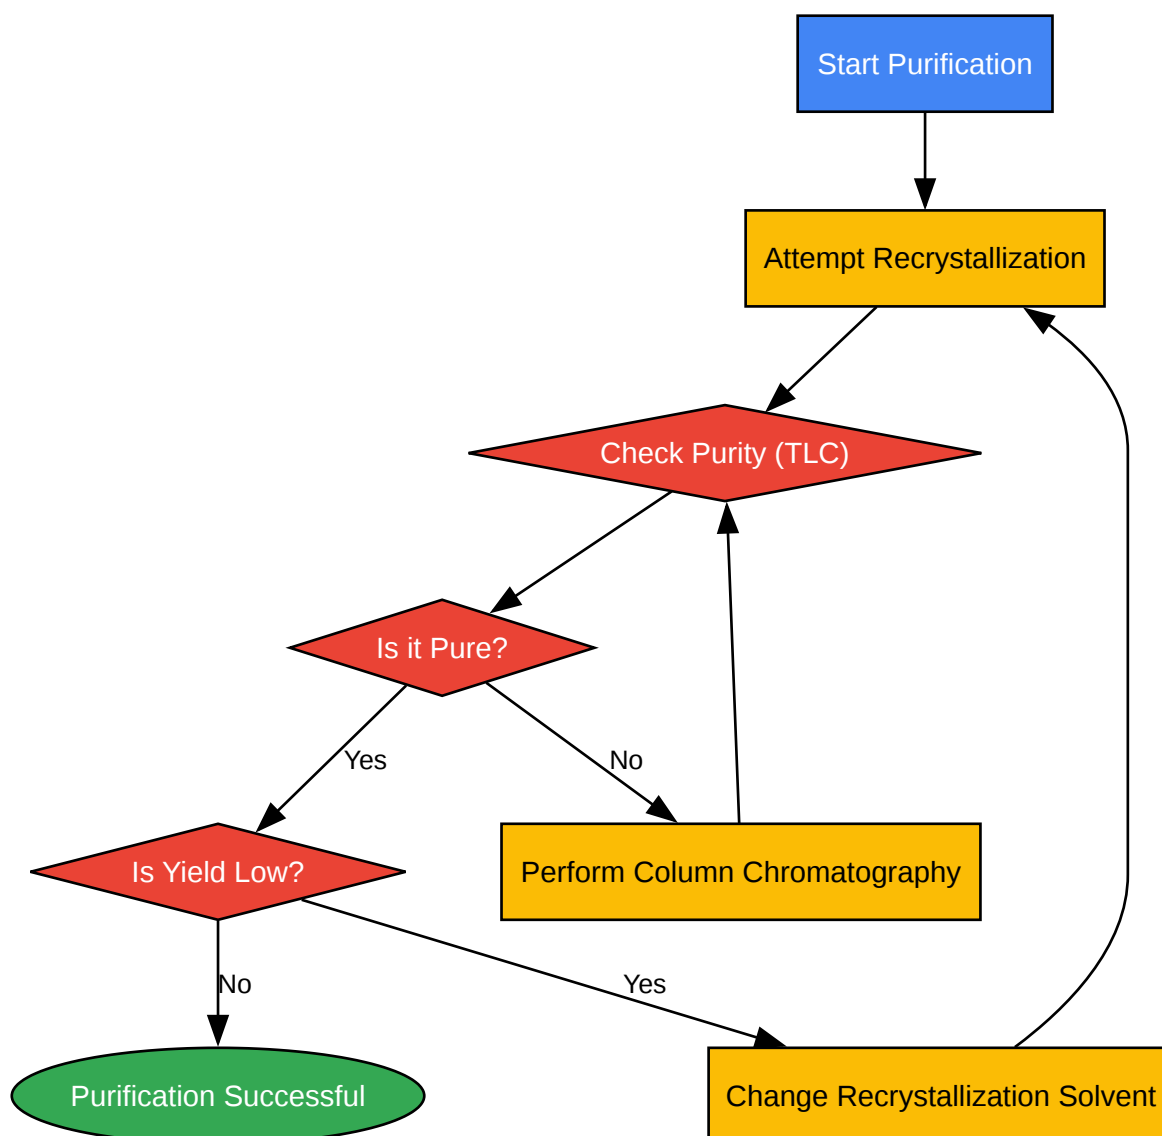 Start Purification
Attempt Recrystallization
Check Purity (TLC)
Is it Pure?
Yes
No
Is Yield Low?
Perform Column Chromatography
No
Yes
Purification Successful
Change Recrystallization Solvent